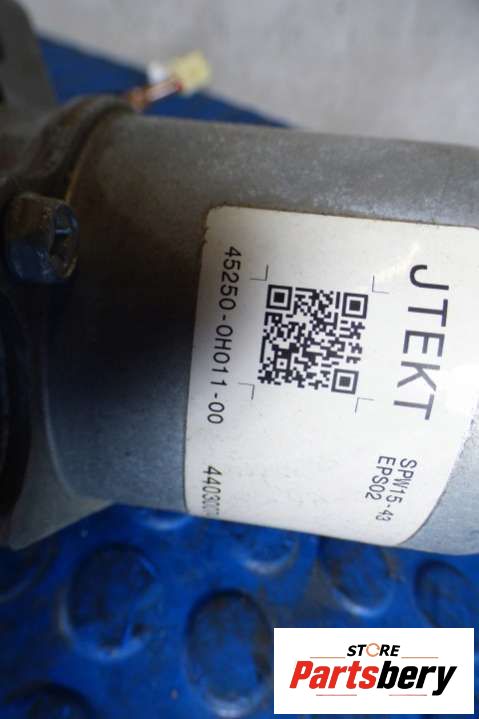 JTEKT
SPW15-43
EPS02
45250-0H011-00
STORE
Partsbery